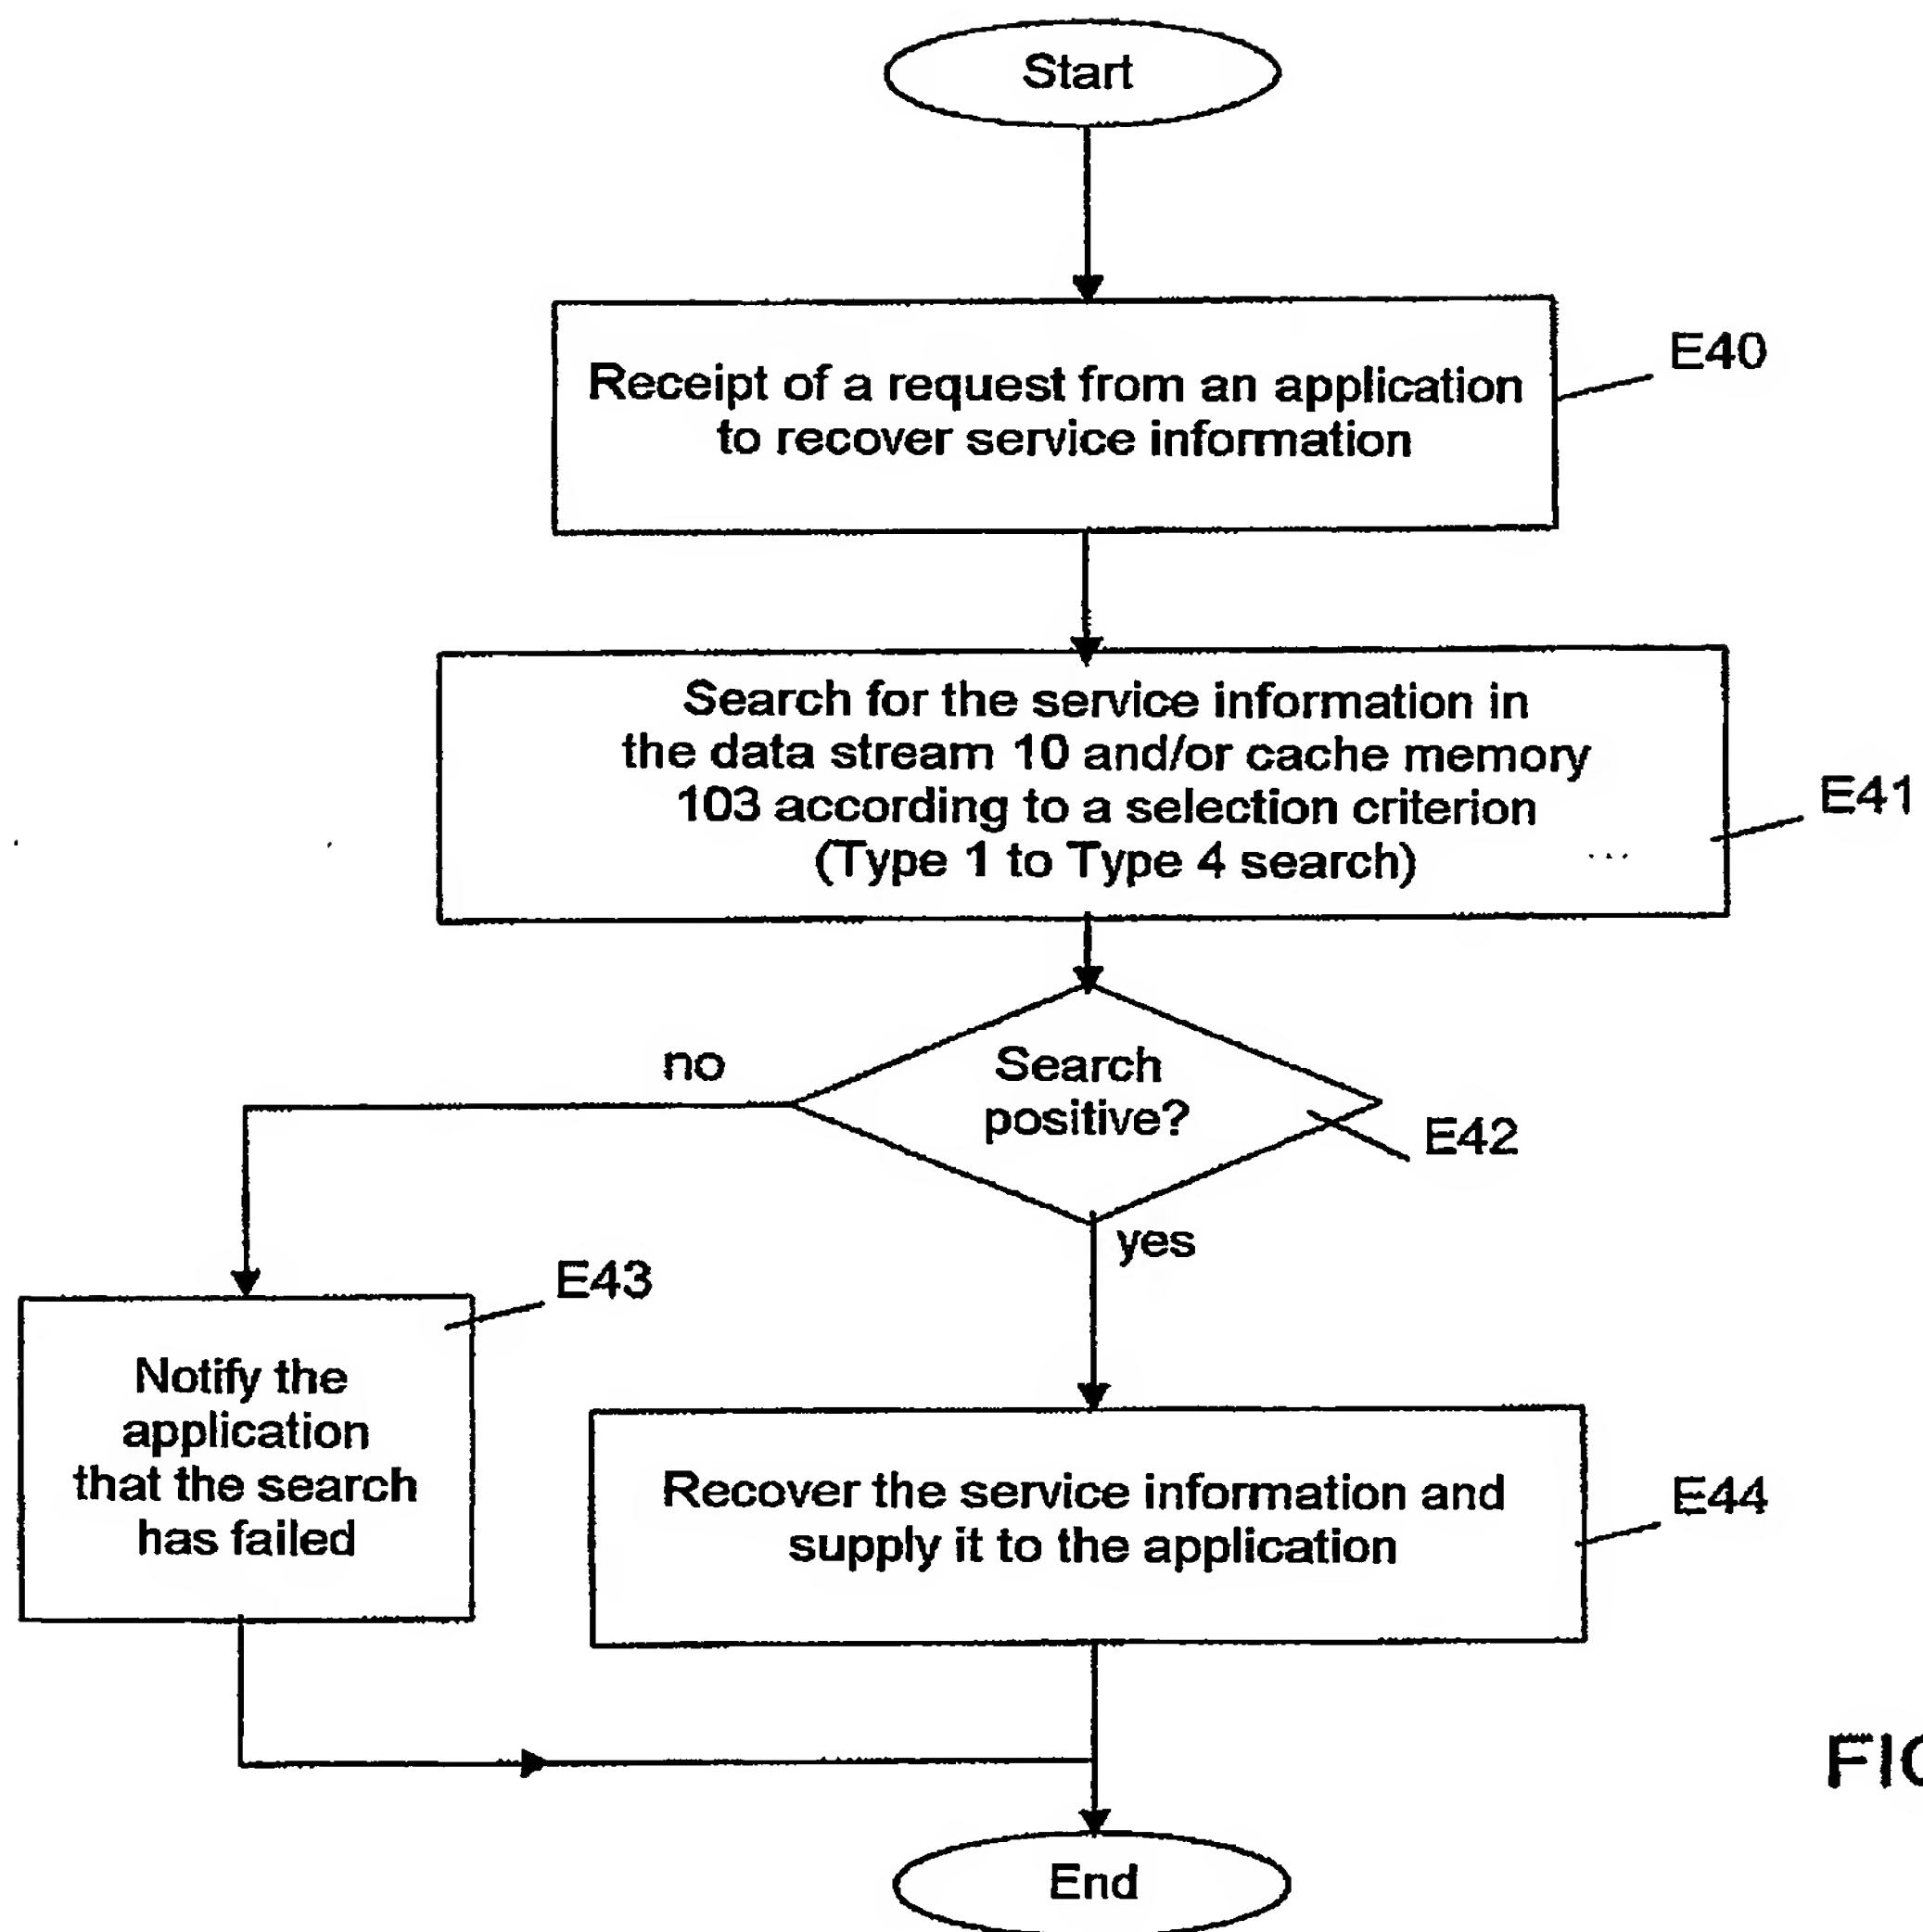 Start
Receipt of a request from an application
to recover service information
E40
Search for the service information in
the data stream 10 and/or cache memory
103 according to a selection criterion
(Type 1 to Type 4 search)
E41
no
Search
positive?
E42
yes
E43
Notify the
application
that the search
has failed
Recover the service information and
supply it to the application
E44
End